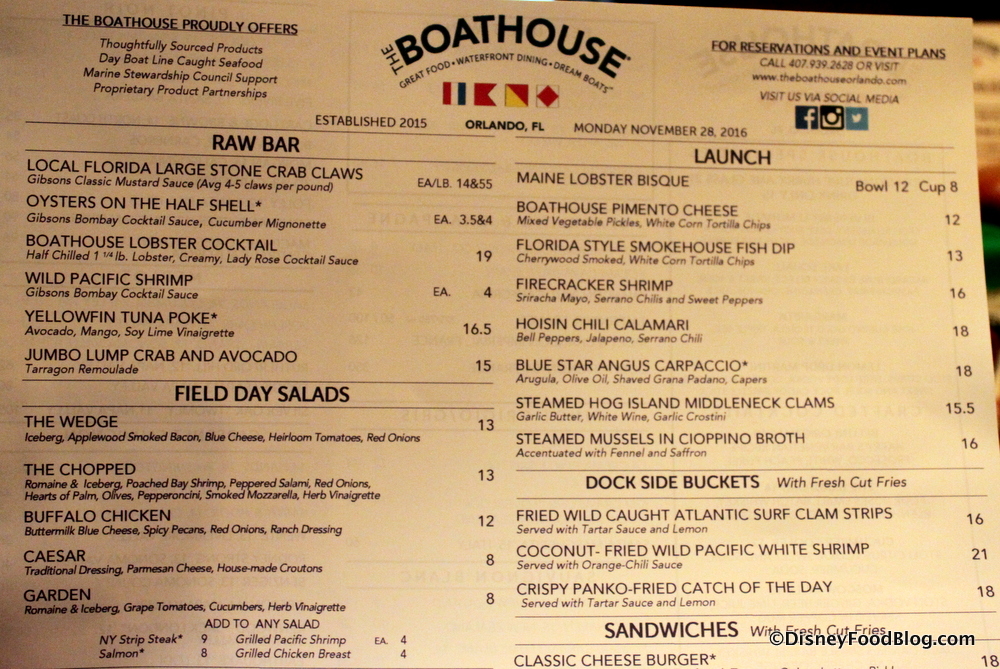 THE BOATHOUSE PROUDLY OFFERS
Thoughtfully Sourced Products
Day Boat Line Caught Seafood
Marine Stewardship Council Support
Proprietary Product Partnerships
THE BOATHOUSE
GREAT FOOD • WATERFRONT DINING • DREAM BOATS
ESTABLISHED 2015 ORLANDO, FL MONDAY NOVEMBER 28, 2016
FOR RESERVATIONS AND EVENT PLANS
CALL 407.939.2628 OR VISIT
www.theboathouseorlando.com
VISIT US VIA SOCIAL MEDIA
RAW BAR
LOCAL FLORIDA LARGE STONE CRAB CLAWS
Gibsons Classic Mustard Sauce (Avg 4-5 claws per pound) EA/LB. 14&55
OYSTERS ON THE HALF SHELL*
Gibsons Bombay Cocktail Sauce, Cucumber Mignonette EA. 3.5&4
BOATHOUSE LOBSTER COCKTAIL
Half Chilled 1 1/4 lb. Lobster, Creamy, Lady Rose Cocktail Sauce 19
WILD PACIFIC SHRIMP
Gibsons Bombay Cocktail Sauce EA. 4
YELLOWFIN TUNA POKE*
Avocado, Mango, Soy Lime Vinaigrette 16.5
JUMBO LUMP CRAB AND AVOCADO
Tarragon Remoulade 15
FIELD DAY SALADS
THE WEDGE 13
Iceberg, Applewood Smoked Bacon, Blue Cheese, Heirloom Tomatoes, Red Onions
THE CHOPPED 13
Romaine & Iceberg, Poached Bay Shrimp, Peppered Salami, Red Onions,
Hearts of Palm, Olives, Pepperoncini, Smoked Mozzarella, Herb Vinaigrette
BUFFALO CHICKEN 12
Buttermilk Blue Cheese, Spicy Pecans, Red Onions, Ranch Dressing
CAESAR 8
Traditional Dressing, Parmesan Cheese, House-made Croutons
GARDEN 8
Romaine & Iceberg, Grape Tomatoes, Cucumbers, Herb Vinaigrette
ADD TO ANY SALAD
NY Strip Steak* 9 Grilled Pacific Shrimp EA. 4
Salmon* 8 Grilled Chicken Breast 4
LAUNCH
MAINE LOBSTER BISQUE Bowl 12 Cup 8
BOATHOUSE PIMENTO CHEESE 12
Mixed Vegetable Pickles, White Corn Tortilla Chips
FLORIDA STYLE SMOKEHOUSE FISH DIP 13
Cherrywood Smoked, White Corn Tortilla Chips
FIRECRACKER SHRIMP 16
Sriracha Mayo, Serrano Chilis and Sweet Peppers
HOISIN CHILI CALAMARI 18
Bell Peppers, Jalapeno, Serrano Chili
BLUE STAR ANGUS CARPACCIO* 18
Arugula, Olive Oil, Shaved Grana Padano, Capers
STEAMED HOG ISLAND MIDDLENECK CLAMS 15.5
Garlic Butter, White Wine, Garlic Crostini
STEAMED MUSSELS IN CIOPPINO BROTH 16
Accentuated with Fennel and Saffron
DOCK SIDE BUCKETS With Fresh Cut Fries
FRIED WILD CAUGHT ATLANTIC SURF CLAM STRIPS 16
Served with Tartar Sauce and Lemon
COCONUT- FRIED WILD PACIFIC WHITE SHRIMP 21
Served with Orange-Chili Sauce
CRISPY PANKO-FRIED CATCH OF THE DAY 18
Served with Tartar Sauce and Lemon
SANDWICHES With Fresh Cut Fries
CLASSIC CHEESE BURGER* 18
©DisneyFoodBlog.com